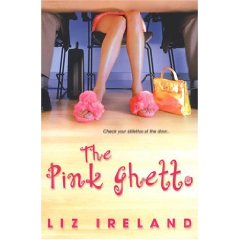 Check your stilettos at the door...
The
Pink Ghetto
LIZ IRELAND